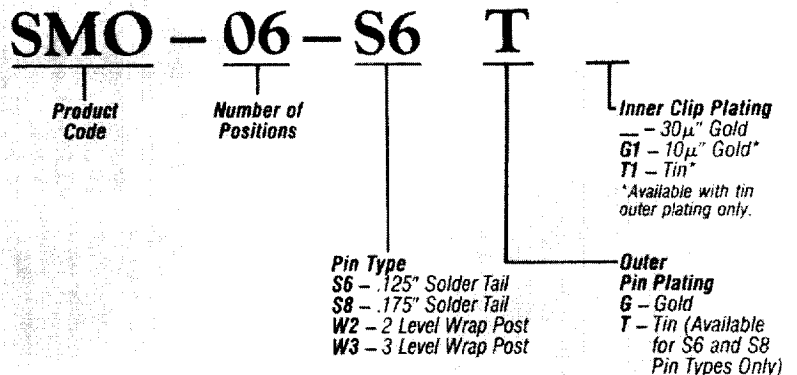 SMO – 06 – S6 T
Product
Code
Number of
Positions
Inner Clip Plating
__ – 30µ" Gold
G1 – 10µ" Gold*
T1 – Tin*
*Available with tin
outer plating only.
Pin Type
S6 – .125" Solder Tail
S8 – .175" Solder Tail
W2 – 2 Level Wrap Post
W3 – 3 Level Wrap Post
Outer
Pin Plating
G – Gold
T – Tin (Available
for S6 and S8
Pin Types Only)